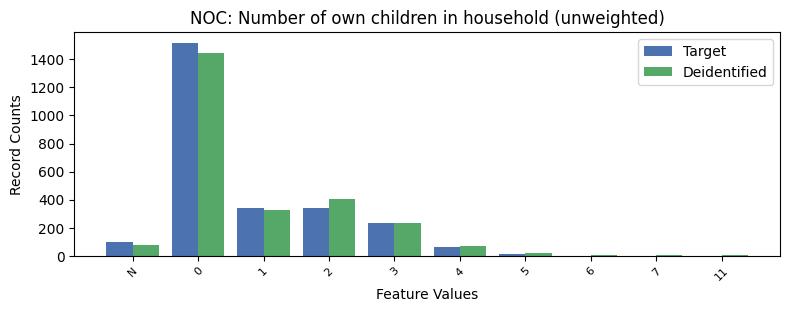 NOC: Number of own children in household (unweighted)
Target
Deidentified
Record Counts
1400
1200
1000
800
600
400
200
0
N 0 1 2 3 4 5 6 7 11
Feature Values